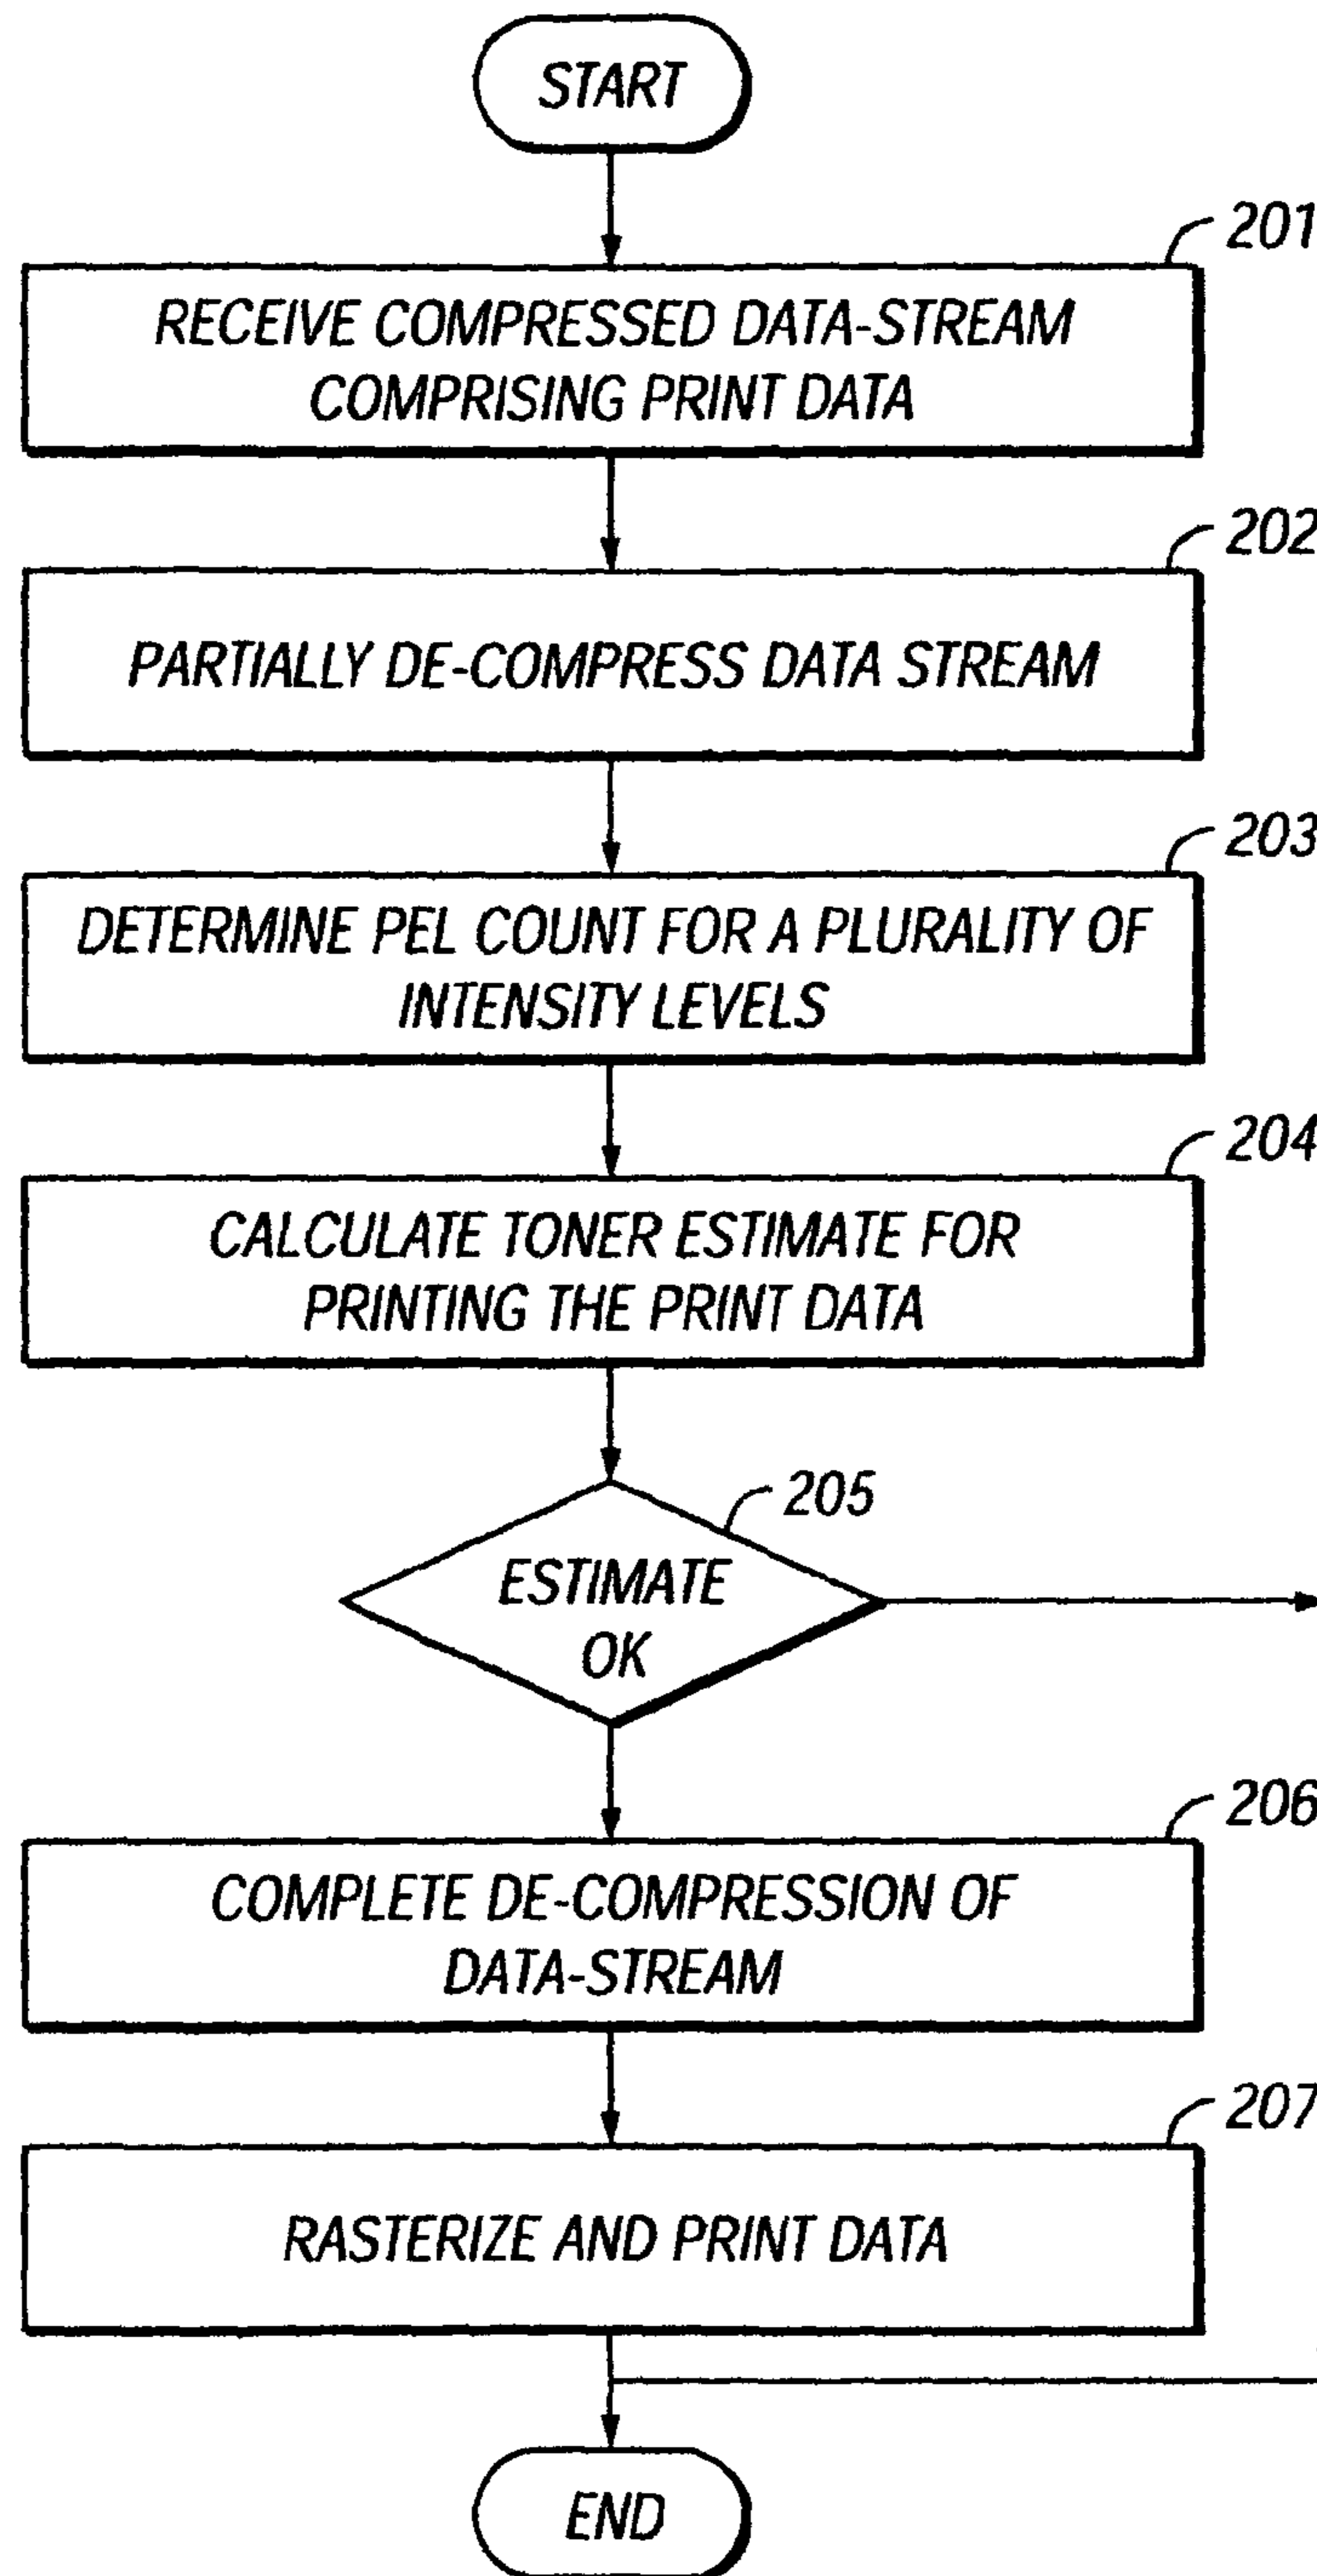 START
201
RECEIVE COMPRESSED DATA-STREAM
COMPRISING PRINT DATA
202
PARTIALLY DE-COMPRESS DATA STREAM
203
DETERMINE PEL COUNT FOR A PLURALITY OF
INTENSITY LEVELS
204
CALCULATE TONER ESTIMATE FOR
PRINTING THE PRINT DATA
205
ESTIMATE
OK
206
COMPLETE DE-COMPRESSION OF
DATA-STREAM
207
RASTERIZE AND PRINT DATA
END